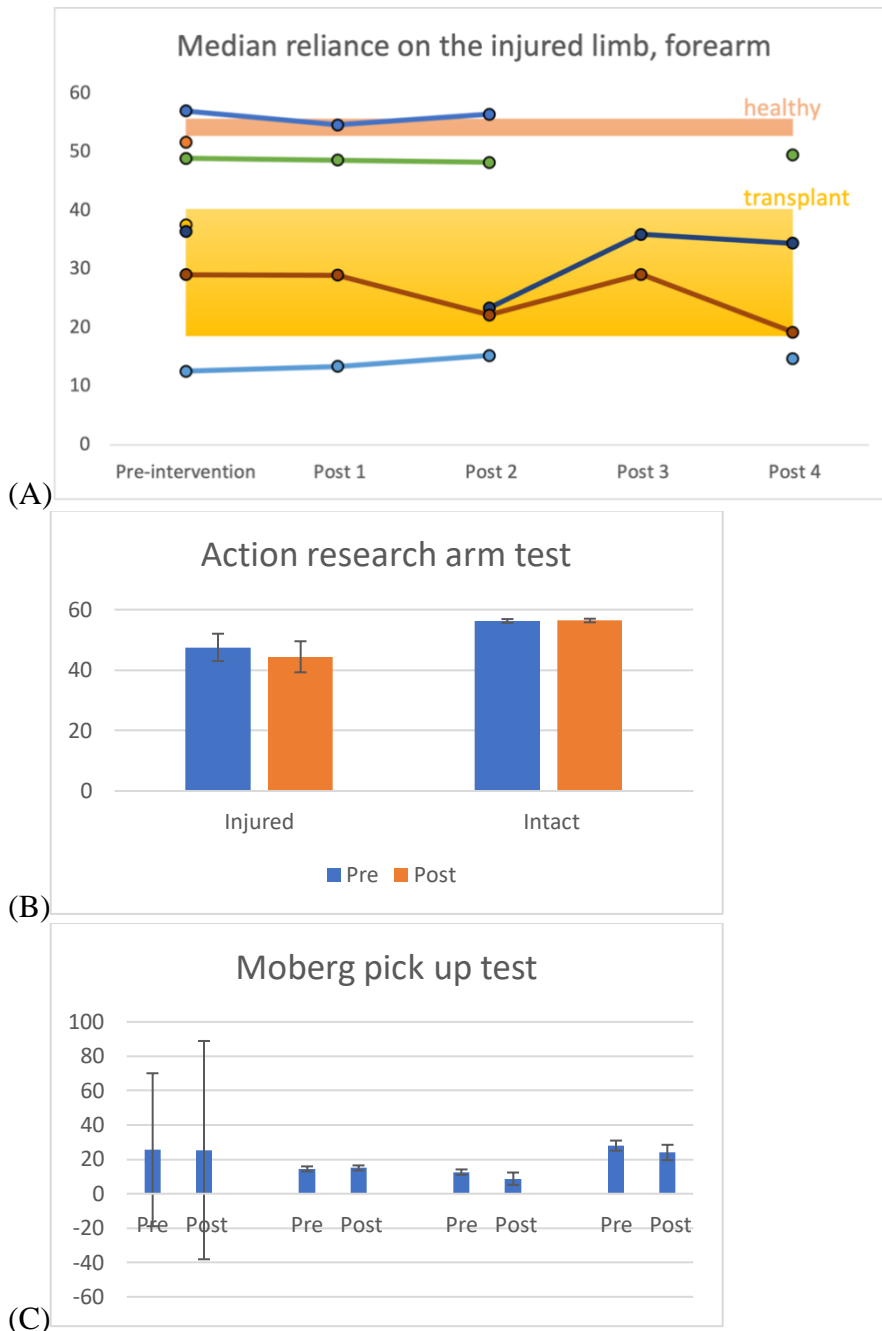 Median reliance on the injured limb, forearm
60
healthy
50
40
transplant
30
20
10
0
Pre-intervention Post 1 Post 2 Post 3 Post 4
(A)
Action research arm test
60
40
20
0
Injured Intact
Pre Post
(B)
Moberg pick up test
100
80
60
40
20
0
Pre Post Pre Post Pre Post Pre Post
-20
-40
-60
(C)